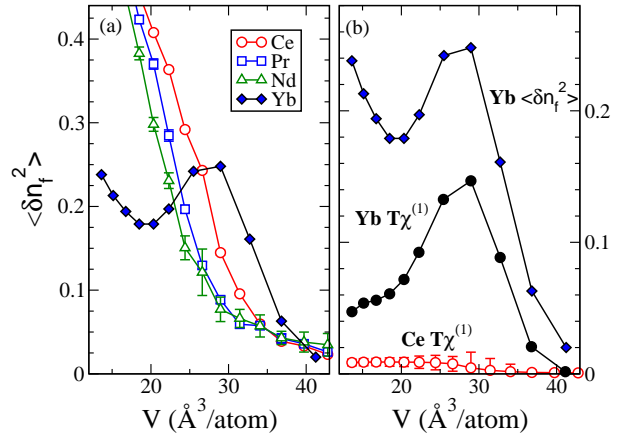 (a)
Ce
Pr
Nd
Yb
0.4
0.3
0.2
0.1
0
<δn_f^2 >
20 30 40
V (Å^3/atom)
(b)
Yb <δn_f^2>
Yb Tχ^(1)
Ce Tχ^(1)
0.2
0.1
0
20 30 40
V (Å^3/atom)